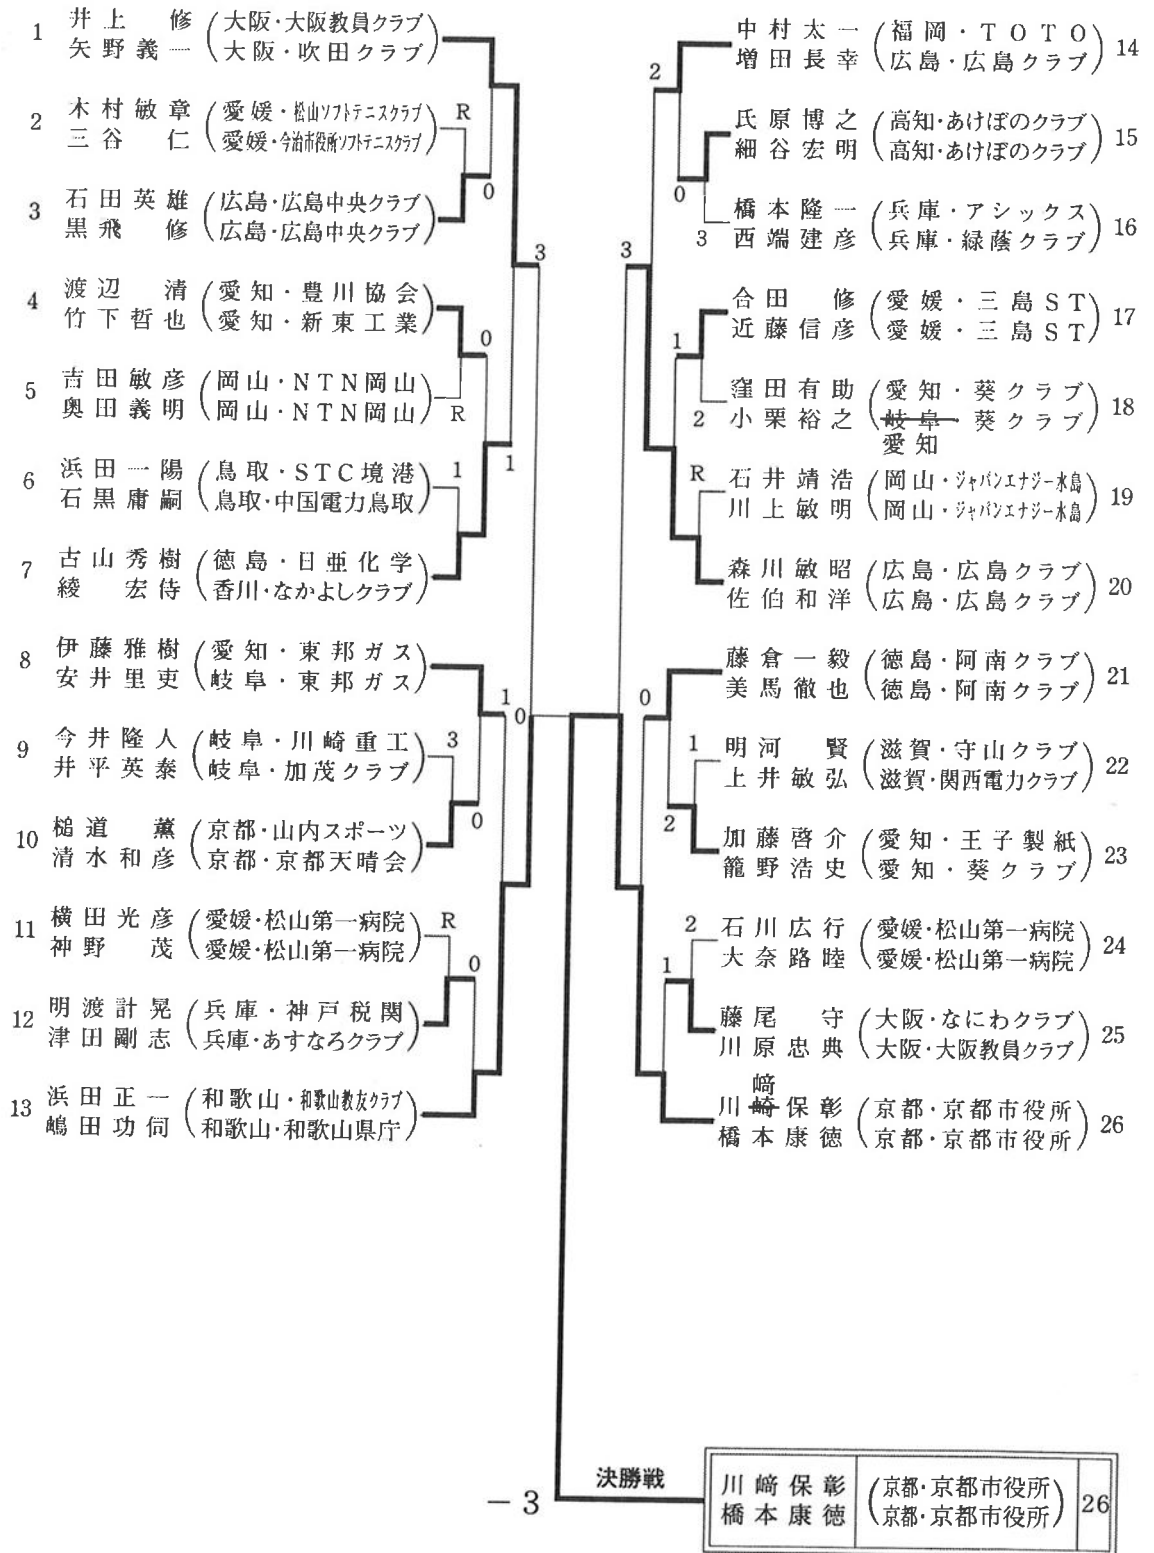 1 井上 修 (大阪・大阪教員クラブ)
矢野義一 (大阪・吹田クラブ)
2 木村敏章 (愛媛・松山ソフトテニスクラブ) R
三谷 仁 (愛媛・今治市役所ソフトテニスクラブ)
0
3 石田英雄 (広島・広島中央クラブ)
黒飛 修 (広島・広島中央クラブ)
3
4 渡辺 清 (愛知・豊川協会)
竹下哲也 (愛知・新東工業)
0
5 吉田敏彦 (岡山・NTN岡山)
奥田義明 (岡山・NTN岡山) R
1
6 浜田一陽 (鳥取・STC境港) 1
石黒庸嗣 (鳥取・中国電力鳥取)
7 古山秀樹 (徳島・日亜化学)
綾 宏侍 (香川・なかよしクラブ)
8 伊藤雅樹 (愛知・東邦ガス)
安井里吏 (岐阜・東邦ガス)
1
0
9 今井隆人 (岐阜・川崎重工) 3
井平英泰 (岐阜・加茂クラブ)
0
10 槌道 薫 (京都・山内スポーツ)
清水和彦 (京都・京都天晴会)
11 横田光彦 (愛媛・松山第一病院) R
神野 茂 (愛媛・松山第一病院)
0
12 明渡計晃 (兵庫・神戸税関)
津田剛志 (兵庫・あすなろクラブ)
13 浜田正一 (和歌山・和歌山教友クラブ)
嶋田功伺 (和歌山・和歌山県庁)
中村太一 (福岡・TOTO) 14
増田長幸 (広島・広島クラブ)
2
氏原博之 (高知・あけぼのクラブ) 15
細谷宏明 (高知・あけぼのクラブ)
0
橋本隆一 (兵庫・アシックス) 16
3 西端建彦 (兵庫・緑蔭クラブ)
3
合田 修 (愛媛・三島ST) 17
近藤信彦 (愛媛・三島ST)
1
窪田有助 (愛知・葵クラブ) 18
2 小栗裕之 (岐阜・葵クラブ)
愛知
R 石井靖浩 (岡山・ジャパンエナジー水島) 19
川上敏明 (岡山・ジャパンエナジー水島)
森川敏昭 (広島・広島クラブ) 20
佐伯和洋 (広島・広島クラブ)
藤倉一毅 (徳島・阿南クラブ) 21
美馬徹也 (徳島・阿南クラブ)
0
1 明河 賢 (滋賀・守山クラブ) 22
上井敏弘 (滋賀・関西電力クラブ)
2
加藤啓介 (愛知・王子製紙) 23
籠野浩史 (愛知・葵クラブ)
2 石川広行 (愛媛・松山第一病院) 24
大奈路陸 (愛媛・松山第一病院)
1
藤尾 守 (大阪・なにわクラブ) 25
川原忠典 (大阪・大阪教員クラブ)
﨑
川崎保彰 (京都・京都市役所) 26
橋本康徳 (京都・京都市役所)
決勝戦
－3
川﨑保彰 (京都・京都市役所) 26
橋本康徳 (京都・京都市役所)